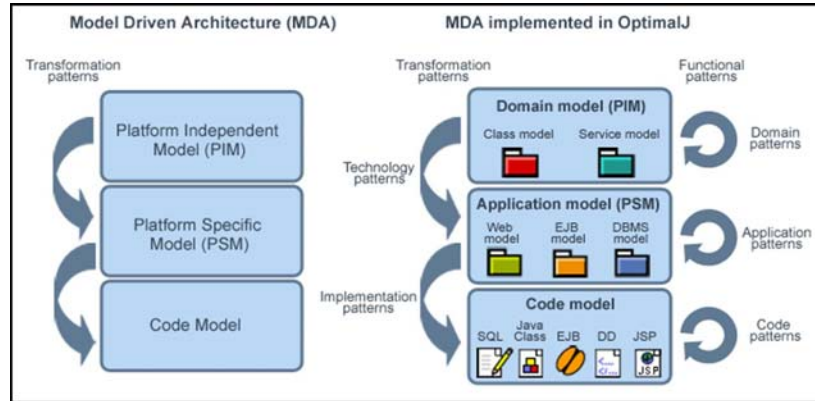 Model Driven Architecture (MDA)
Transformation
patterns
Platform Independent
Model (PIM)
Platform Specific
Model (PSM)
Code Model
MDA implemented in OptimalJ
Transformation
patterns
Functional
patterns
Domain model (PIM)
Class model
Service model
Domain
patterns
Technology
patterns
Application model (PSM)
Web
model
EJB
model
DBMS
model
Application
patterns
Implementation
patterns
Code model
SQL
Java
Class
EJB
DD
JSP
JSP
Code
patterns